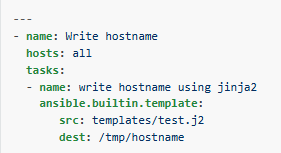 ---
- name: Write hostname
  hosts: all
  tasks:
  - name: write hostname using jinja2
    ansible.builtin.template:
       src: templates/test.j2
       dest: /tmp/hostname